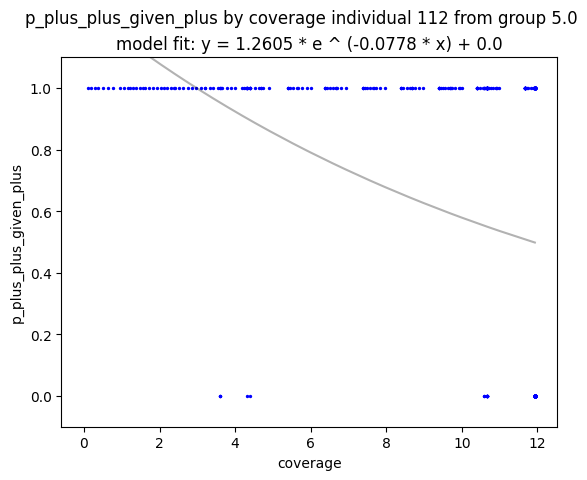 p_plus_plus_given_plus by coverage individual 112 from group 5.0
model fit: y = 1.2605 * e ^ (-0.0778 * x) + 0.0
p_plus_plus_given_plus
1.0
0.8
0.6
0.4
0.2
0.0
0 2 4 6 8 10 12
coverage